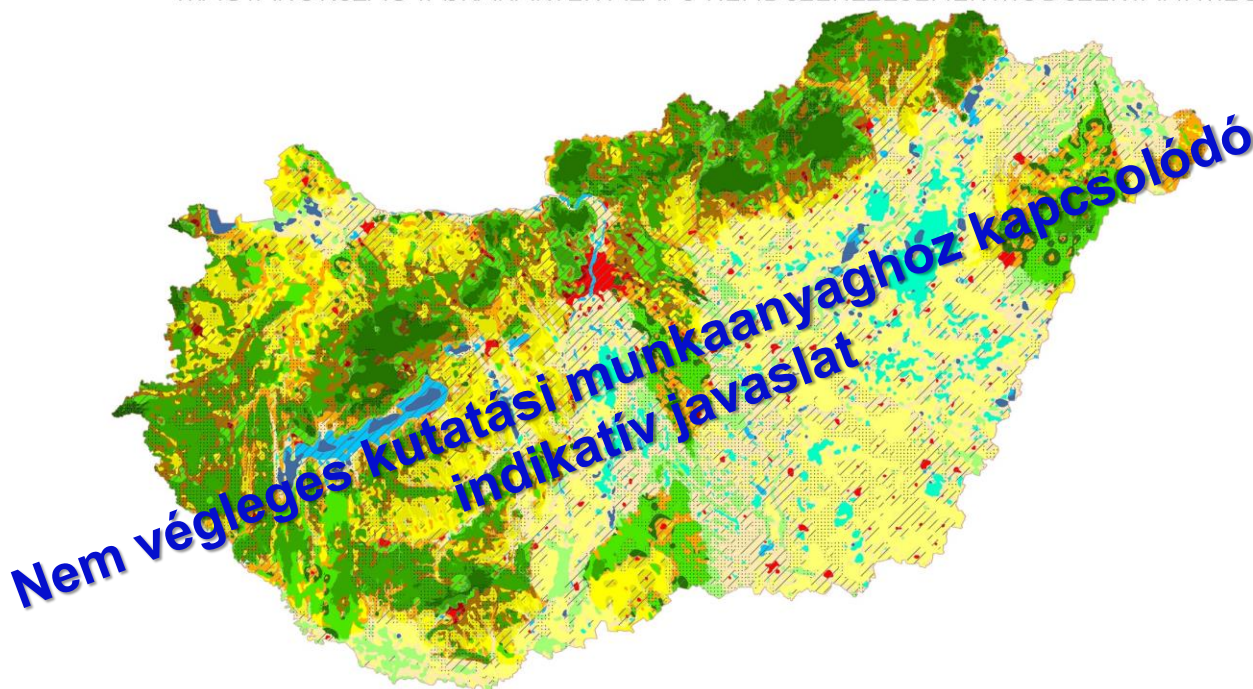 Nem végleges kutatási munkaanyaghoz kapcsolódó
indikatív javaslat